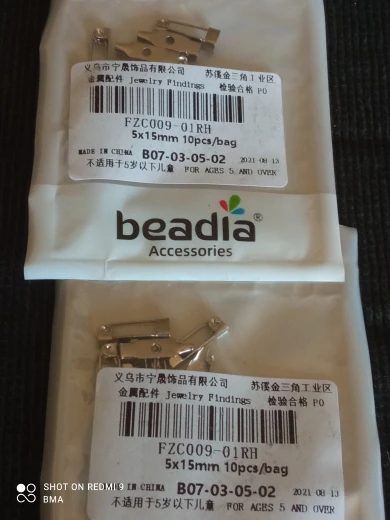 义乌市宁晟饰品有限公司 苏溪金三角工业区
金属配件 Jewelry Findings 检验合格 P0
FZC009-01RH
5x15mm 10pcs/bag
MADE IN CHINA B07-03-05-02 2021-08-13
不适用于5岁以下儿童 FOR AGES 5 AND OVER
beadia®
Accessories
义乌市宁晟饰品有限公司 苏溪金三角工业区
金属配件 Jewelry Findings 检验合格 P0
FZC009-01RH
5x15mm 10pcs/bag
IN CHINA B07-03-05-02 2021-08-13
不适用于5岁以下儿童 FOR AGES 5 AND OVER
SHOT ON REDMI 9
BMA